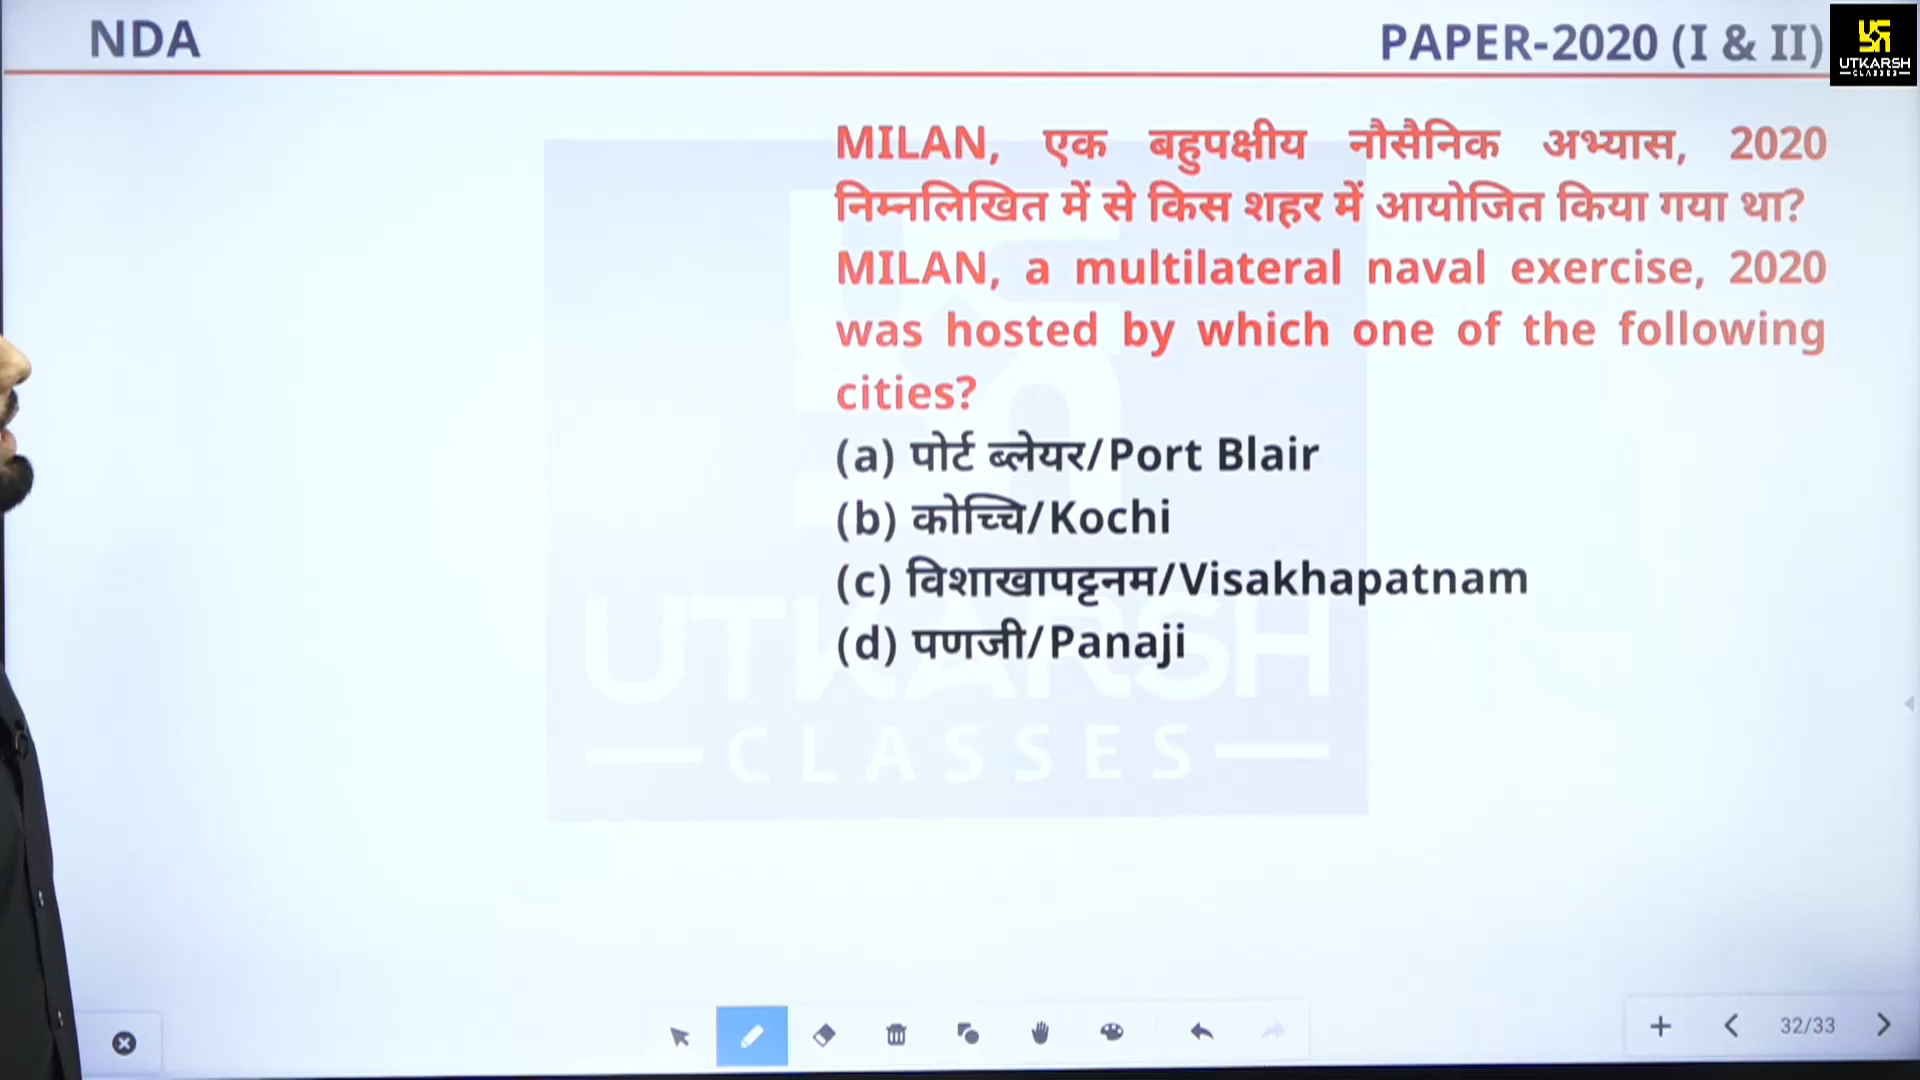 NDA
PAPER-2020 (I & II)
UTKARSH
CLASSES
MILAN, एक बहुपक्षीय नौसैनिक अभ्यास, 2020
निम्नलिखित में से किस शहर में आयोजित किया गया था?
MILAN, a multilateral naval exercise, 2020
was hosted by which one of the following
cities?
(a) पोर्ट ब्लेयर/Port Blair
(b) कोच्चि/Kochi
(c) विशाखापट्टनम/Visakhapatnam
(d) पणजी/Panaji
UTKARSH
CLASSES
32/33